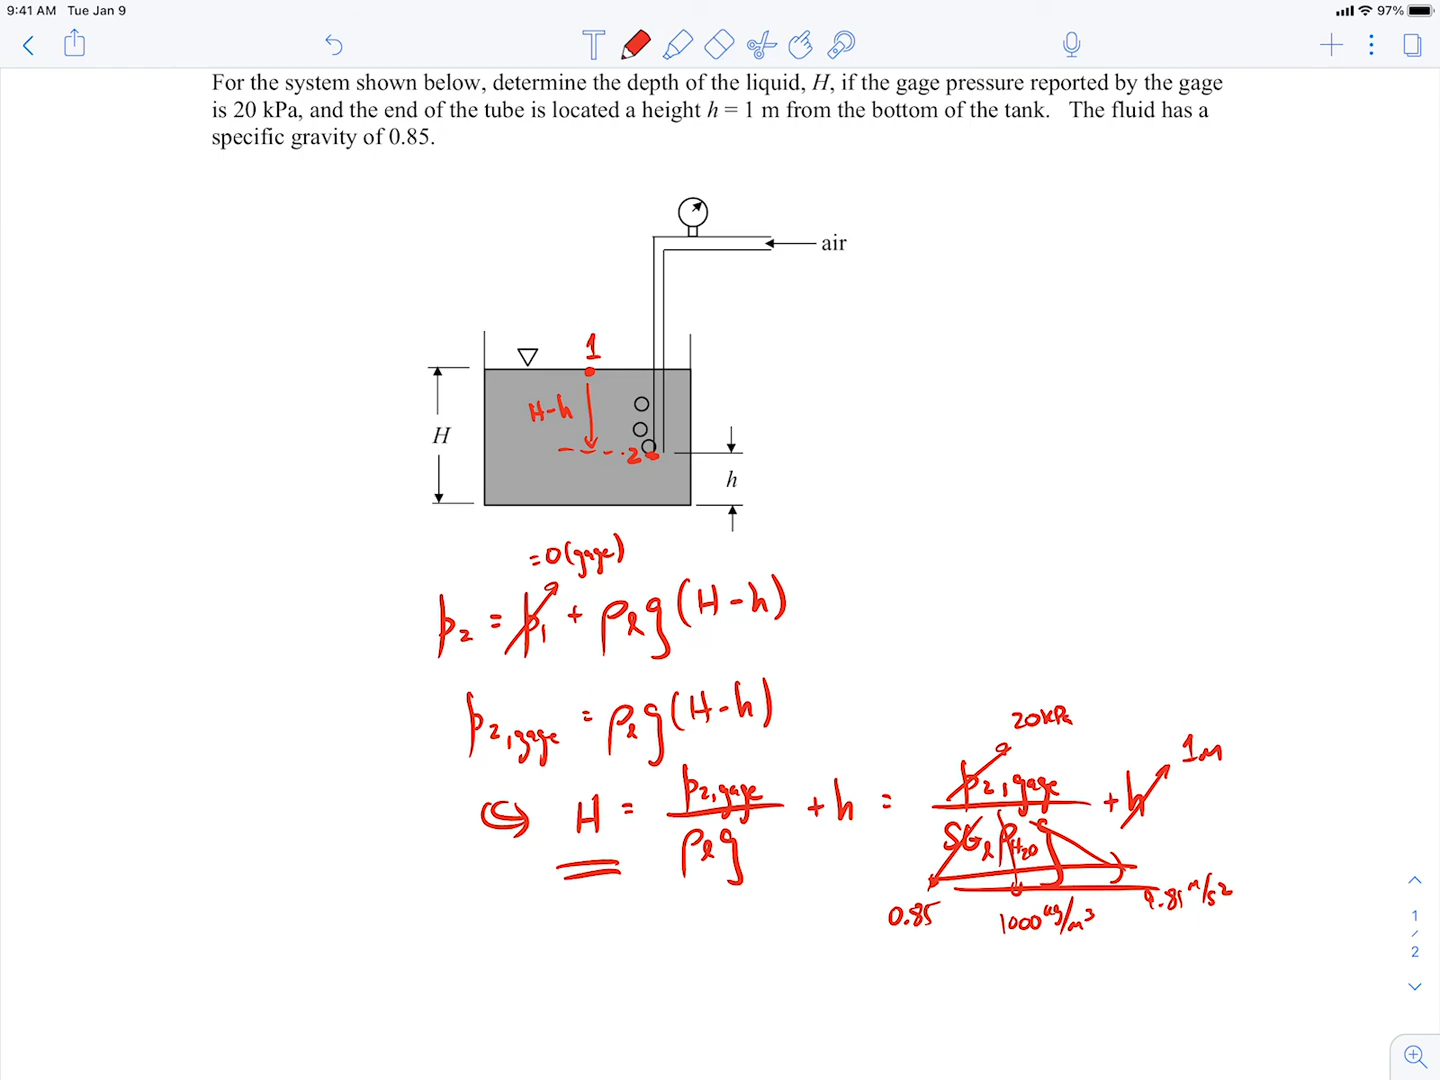 9:41 AM Tue Jan 9
97%
For the system shown below, determine the depth of the liquid, H, if the gage pressure reported by the gage
is 20 kPa, and the end of the tube is located a height h = 1 m from the bottom of the tank. The fluid has a
specific gravity of 0.85.
air
1
H-h
2
H
h
=0(gage)
p₂ = p₁ + ρₗg(H-h)
p₂,gage = ρₗg(H-h)
20 kPa
1m
H = p₂,gage / ρₗg + h = p₂,gage / SGₗ ρH₂O g + h
0.85
1000 kg/m³
9.81 m/s²
1
/
2